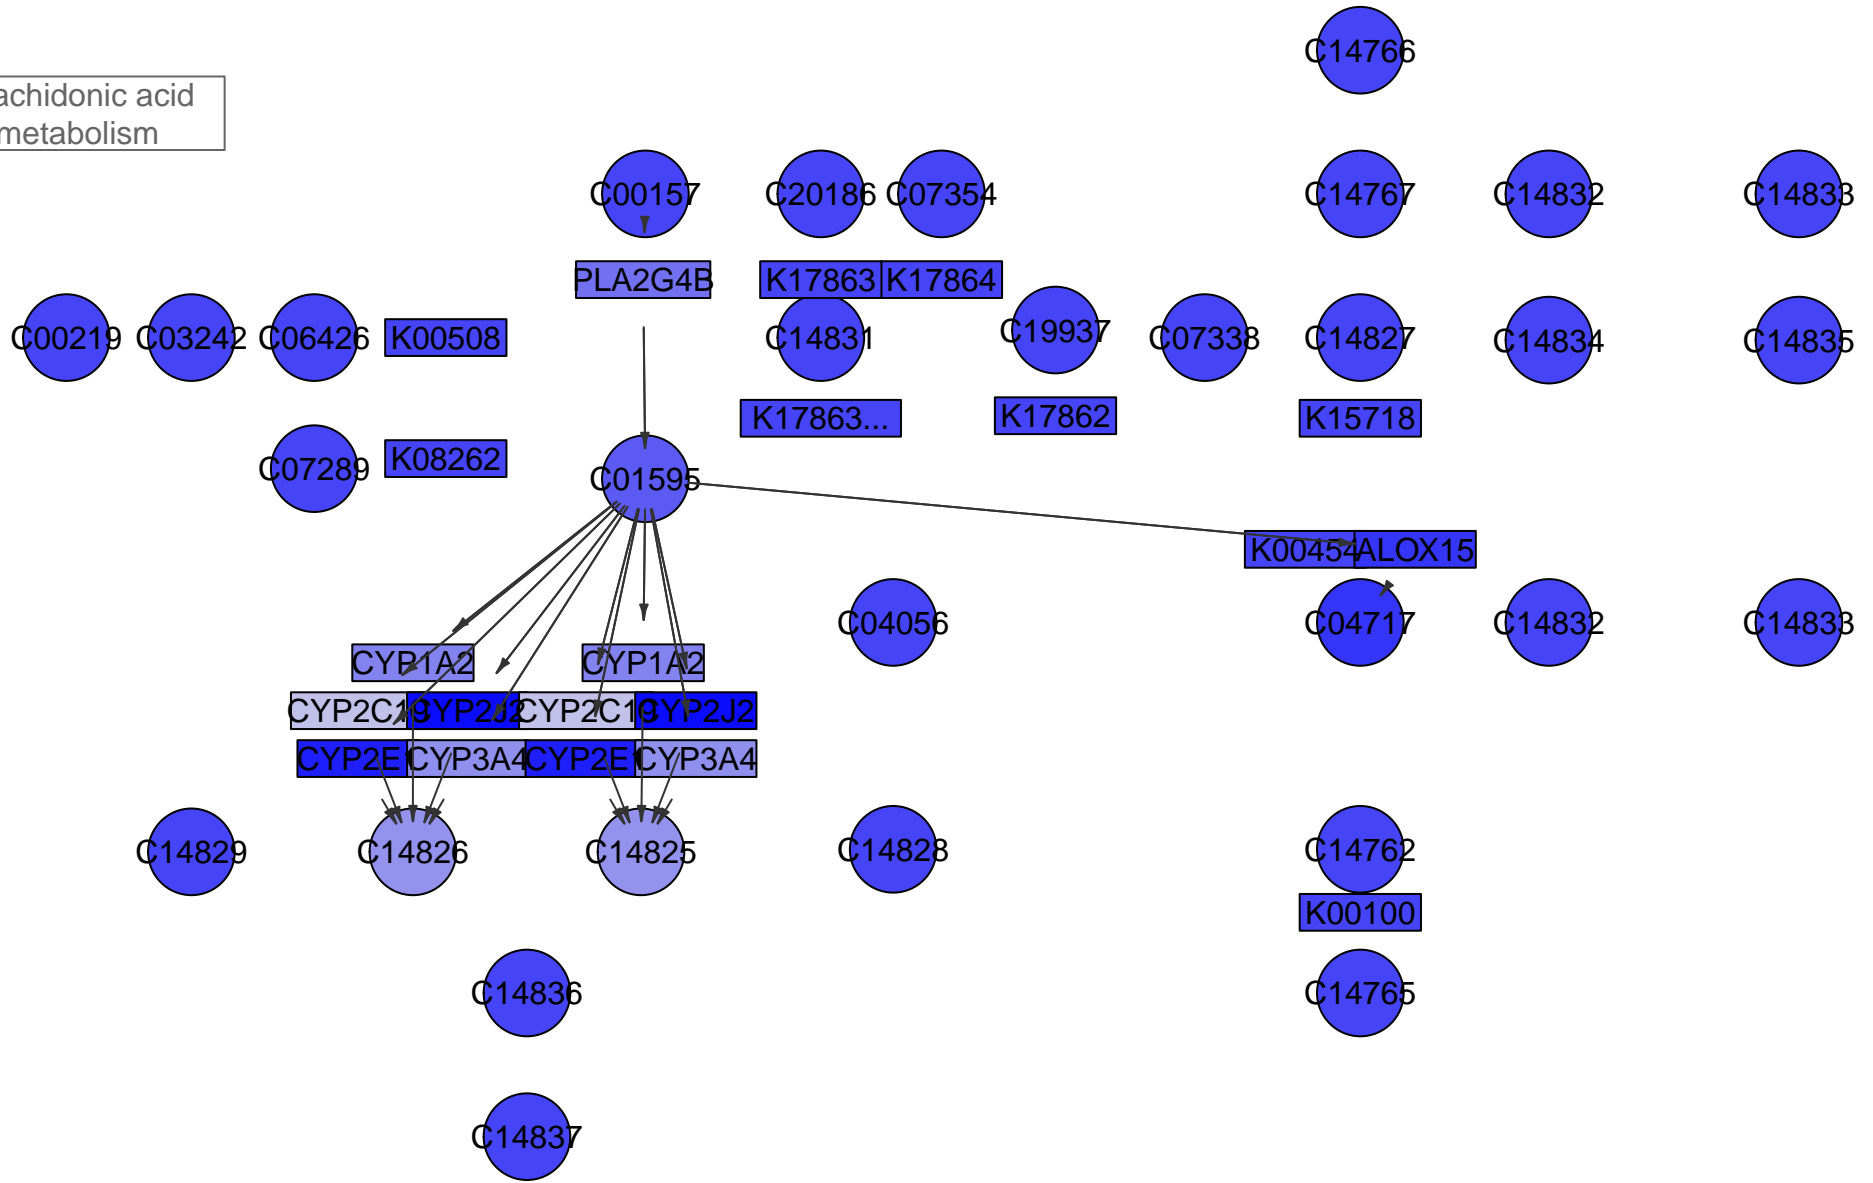 C14766
achidonic acid
metabolism
C00157
C20186
C07354
C14767
C14832
C14833
PLA2G4B
K17863
K17864
C00219
C03242
C06426
K00508
C14831
C19937
C07338
C14827
C14834
C14835
K17863...
K17862
K15718
C07289
K08262
C01595
K00454
ALOX15
C04056
C04717
C14832
C14833
CYP1A2
CYP1A2
CYP2C19
CYP2J2
CYP2C19
CYP2J2
CYP2E1
CYP3A4
CYP2E1
CYP3A4
C14829
C14826
C14825
C14828
C14762
K00100
C14836
C14765
C14837